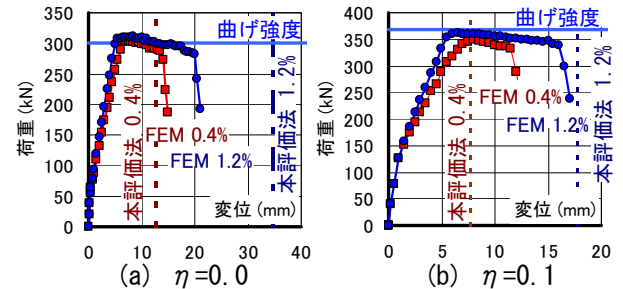 350
300
250
200
150
100
50
0
荷重 (kN)
曲げ強度
本評価法 0.4%
FEM 0.4%
FEM 1.2%
本評価法 1.2%
変位 (mm)
0 10 20 30 40
(a) η=0.0
400
350
300
250
200
150
100
50
0
荷重 (kN)
曲げ強度
本評価法 0.4%
FEM 0.4%
FEM 1.2%
本評価法 1.2%
変位 (mm)
0 5 10 15 20
(b) η=0.1